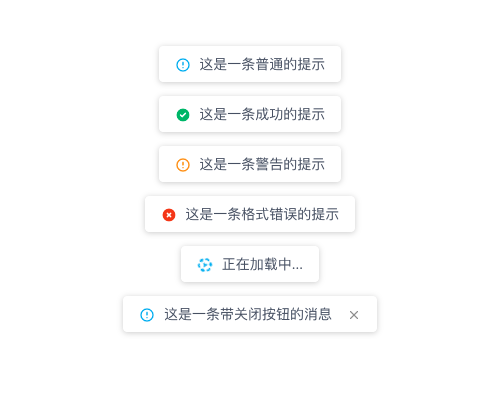 这是一条普通的提示
这是一条成功的提示
这是一条警告的提示
这是一条格式错误的提示
正在加载中...
这是一条带关闭按钮的消息